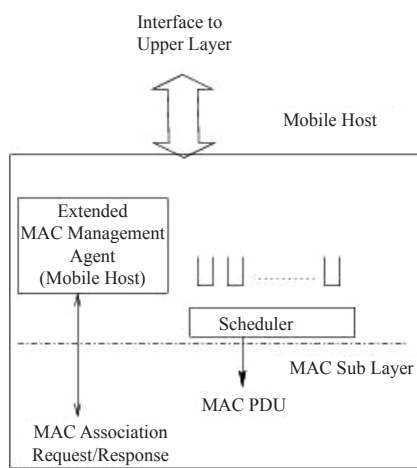 Interface to
Upper Layer
Mobile Host
Extended
MAC Management
Agent
(Mobile Host)
Scheduler
MAC Sub Layer
MAC PDU
MAC Association
Request/Response